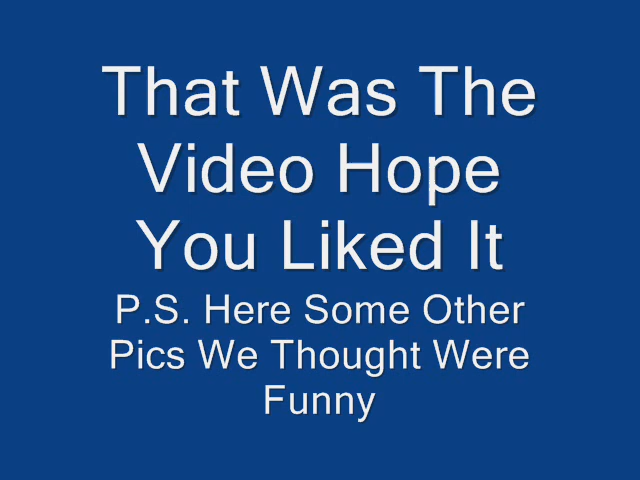 That Was The
Video Hope
You Liked It
P.S. Here Some Other
Pics We Thought Were
Funny